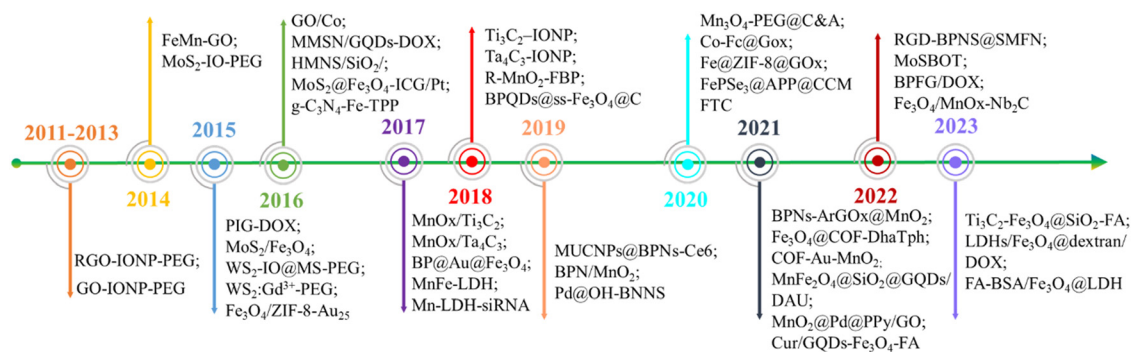 2011-2013
RGO-IONP-PEG;
GO-IONP-PEG
FeMn-GO;
MoS₂-IO-PEG
2014
2015
PIG-DOX;
MoS₂/Fe₃O₄,
WS₂-IO@MS-PEG;
WS₂:Gd³⁺-PEG;
Fe₃O₄/ZIF-8-Au₂₅
GO/Co;
MMSN/GQDs-DOX;
HMNS/SiO₂/;
MoS₂@Fe₃O₄-ICG/Pt;
g-C₃N₄-Fe-TPP
2016
2017
MnOx/Ti₃C₂;
MnOx/Ta₄C₃;
BP@Au@Fe₃O₄;
MnFe-LDH;
Mn-LDH-siRNA
Ti₃C₂–IONP;
Ta₄C₃-IONP;
R-MnO₂-FBP;
BPQDs@ss-Fe₃O₄@C
2018
2019
MUCNPs@BPNs-Ce6;
BPN/MnO₂;
Pd@OH-BNNS
Mn₃O₄-PEG@C&A;
Co-Fc@Gox;
Fe@ZIF-8@GOx;
FePSe₃@APP@CCM
FTC
2020
2021
BPNs-ArGOx@MnO₂;
Fe₃O₄@COF-DhaTph;
COF-Au-MnO₂;
MnFe₂O₄@SiO₂@GQDs/
DAU;
MnO₂@Pd@PPy/GO;
Cur/GQDs-Fe₃O₄-FA
RGD-BPNS@SMFN;
MoSBOT;
BPFG/DOX;
Fe₃O₄/MnOx-Nb₂C
2022
2023
Ti₃C₂-Fe₃O₄@SiO₂-FA;
LDHs/Fe₃O₄@dextran/
DOX;
FA-BSA/Fe₃O₄@LDH